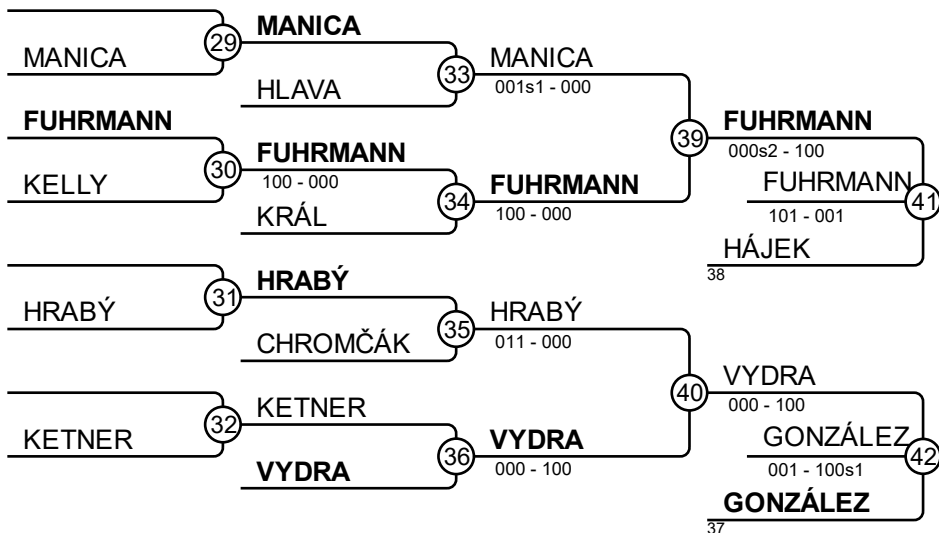 MANICA
29
MANICA
HLAVA
33
MANICA
001s1 - 000
FUHRMANN
KELLY
30
FUHRMANN
100 - 000
KRÁL
34
FUHRMANN
100 - 000
39
FUHRMANN
000s2 - 100
FUHRMANN
101 - 001
41
HÁJEK
38
HRABÝ
31
HRABÝ
CHROMČÁK
35
HRABÝ
011 - 000
KETNER
32
KETNER
VYDRA
36
VYDRA
000 - 100
40
VYDRA
000 - 100
GONZÁLEZ
001 - 100s1
42
GONZÁLEZ
37